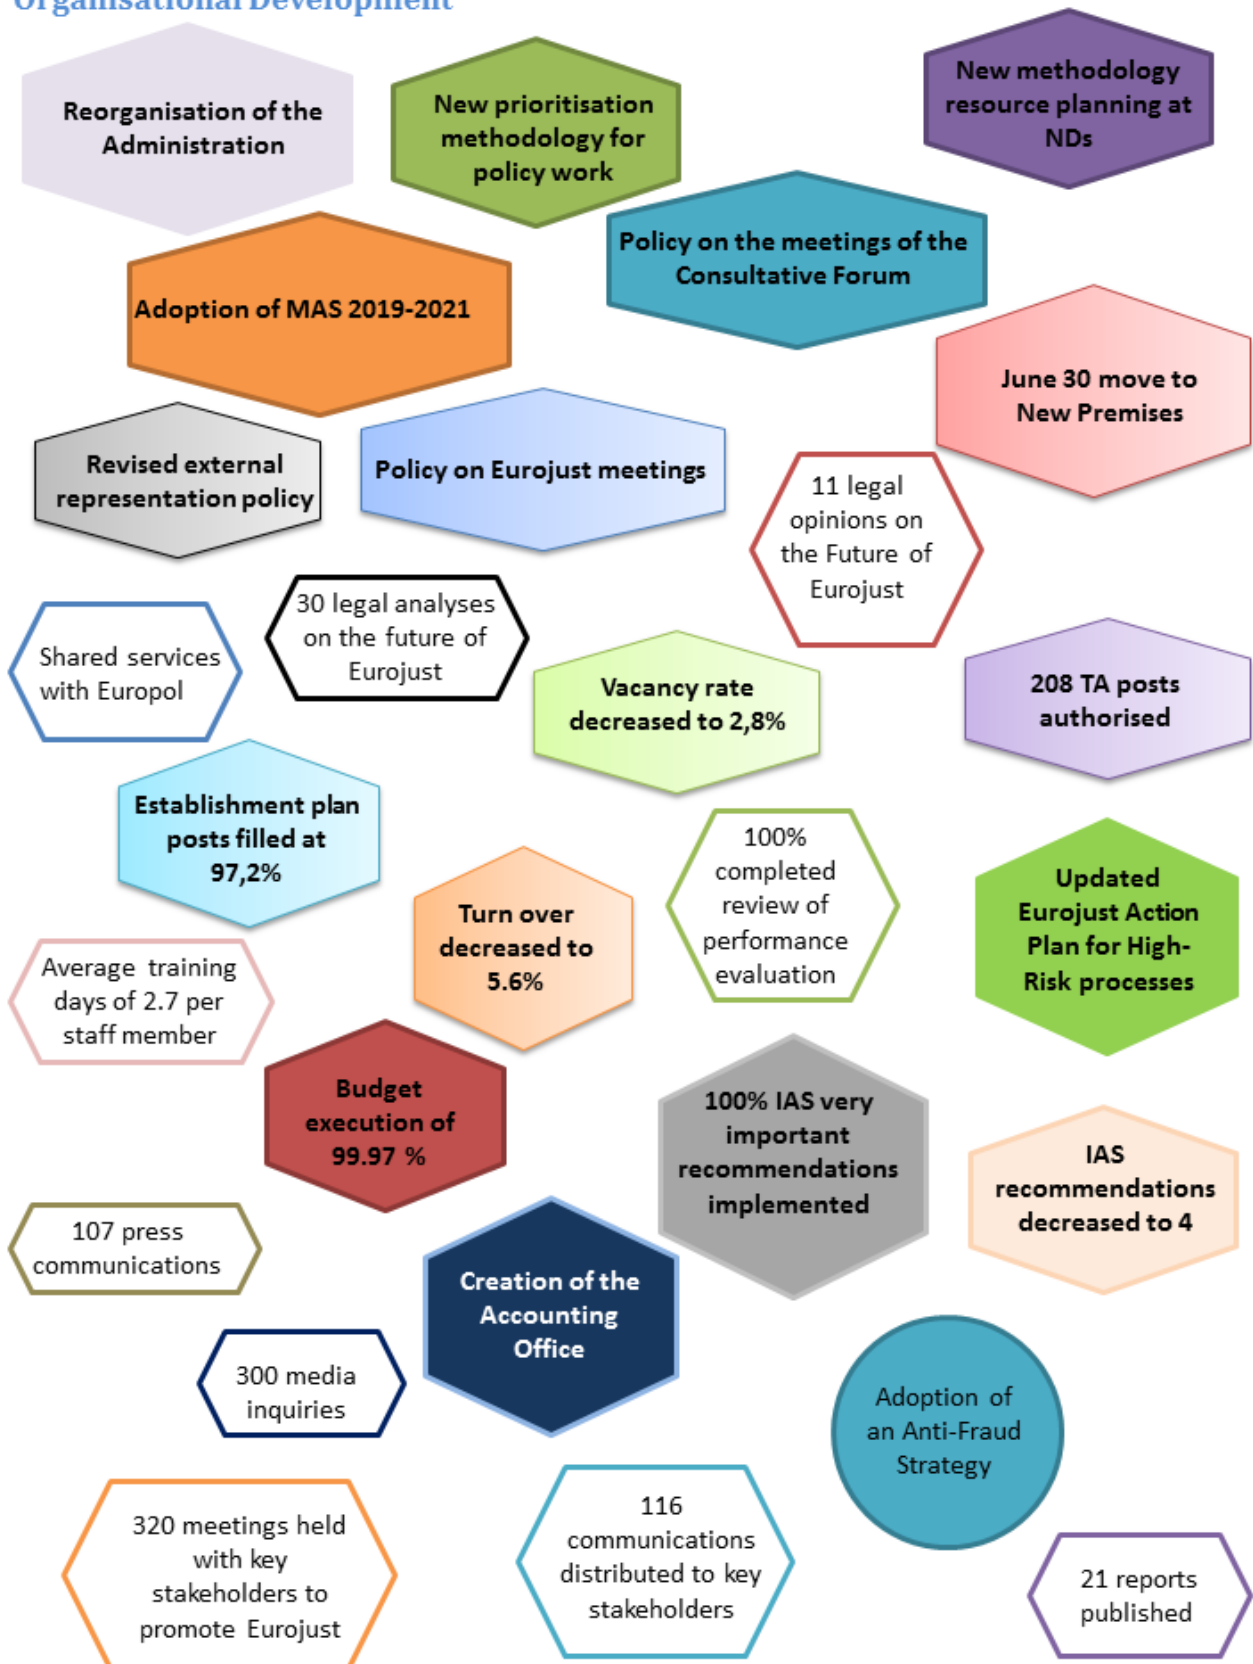 Organisational Development
Reorganisation of the
Administration
New prioritisation
methodology for
policy work
New methodology
resource planning at
NDs
Policy on the meetings of the
Consultative Forum
Adoption of MAS 2019-2021
June 30 move to
New Premises
Revised external
representation policy
Policy on Eurojust meetings
11 legal
opinions on
the Future of
Eurojust
30 legal analyses
on the future of
Eurojust
Shared services
with Europol
Vacancy rate
decreased to 2,8%
208 TA posts
authorised
Establishment plan
posts filled at
97,2%
100%
completed
review of
performance
evaluation
Updated
Eurojust Action
Plan for High-
Risk processes
Turn over
decreased to
5.6%
Average training
days of 2.7 per
staff member
Budget
execution of
99.97 %
100% IAS very
important
recommendations
implemented
IAS
recommendations
decreased to 4
107 press
communications
Creation of the
Accounting
Office
300 media
inquiries
Adoption of
an Anti-Fraud
Strategy
320 meetings held
with key
stakeholders to
promote Eurojust
116
communications
distributed to key
stakeholders
21 reports
published